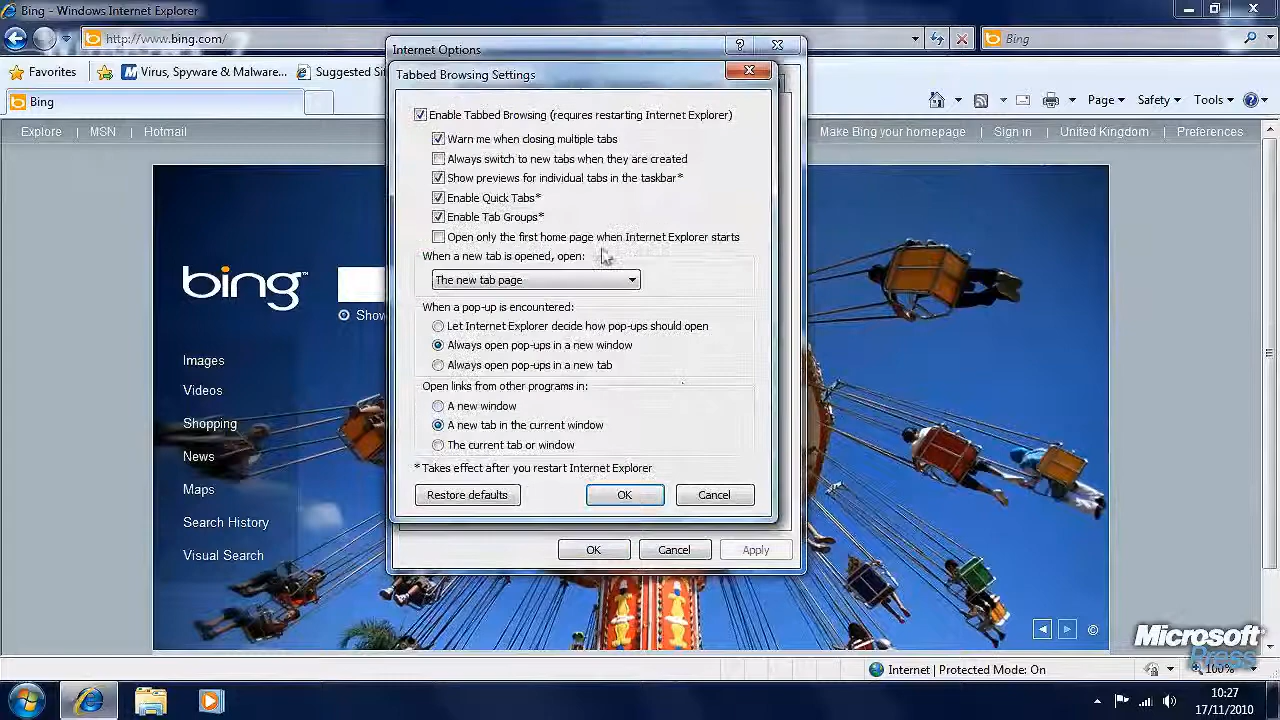 Bing - Windows Internet Explorer
http://www.bing.com/
Bing
Favorites
Virus, Spyware & Malware...
Suggested Si
Bing
Page
Safety
Tools
Explore
MSN
Hotmail
Make Bing your homepage
Sign in
United Kingdom
Preferences
Internet Options
Tabbed Browsing Settings
Enable Tabbed Browsing (requires restarting Internet Explorer)
Warn me when closing multiple tabs
Always switch to new tabs when they are created
Show previews for individual tabs in the taskbar*
Enable Quick Tabs*
Enable Tab Groups*
Open only the first home page when Internet Explorer starts
When a new tab is opened, open:
The new tab page
When a pop-up is encountered:
Let Internet Explorer decide how pop-ups should open
Always open pop-ups in a new window
Always open pop-ups in a new tab
Open links from other programs in:
A new window
A new tab in the current window
The current tab or window
* Takes effect after you restart Internet Explorer
Restore defaults
OK
Cancel
OK
Cancel
Apply
bing™
Show
Images
Videos
Shopping
News
Maps
Search History
Visual Search
©
Microsoft
Press
Internet | Protected Mode: On
100%
10:27
17/11/2010